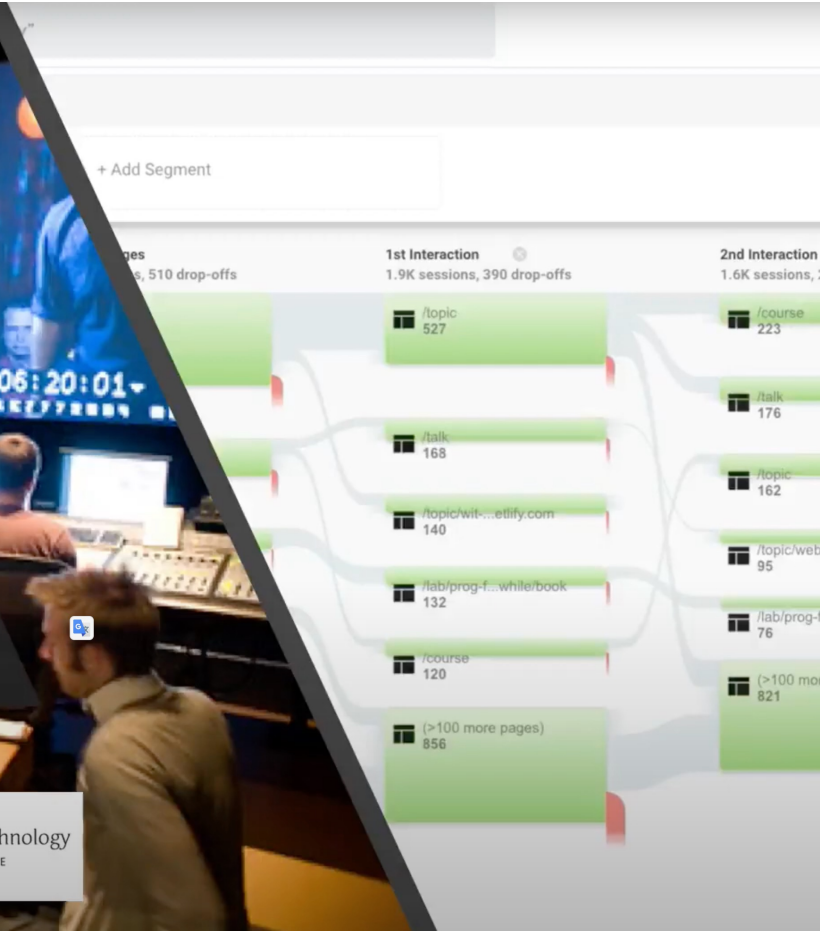 y”
+ Add Segment
ges
s, 510 drop-offs
1st Interaction
1.9K sessions, 390 drop-offs
2nd Interaction
1.6K sessions, 2
/topic
527
/talk
168
/topic/wit-...etlify.com
140
/lab/prog-f...while/book
132
/course
120
(>100 more pages)
856
/course
223
/talk
176
/topic
162
/topic/web
95
/lab/prog-f
76
(>100 mor
821
06:20:01
hnology
E